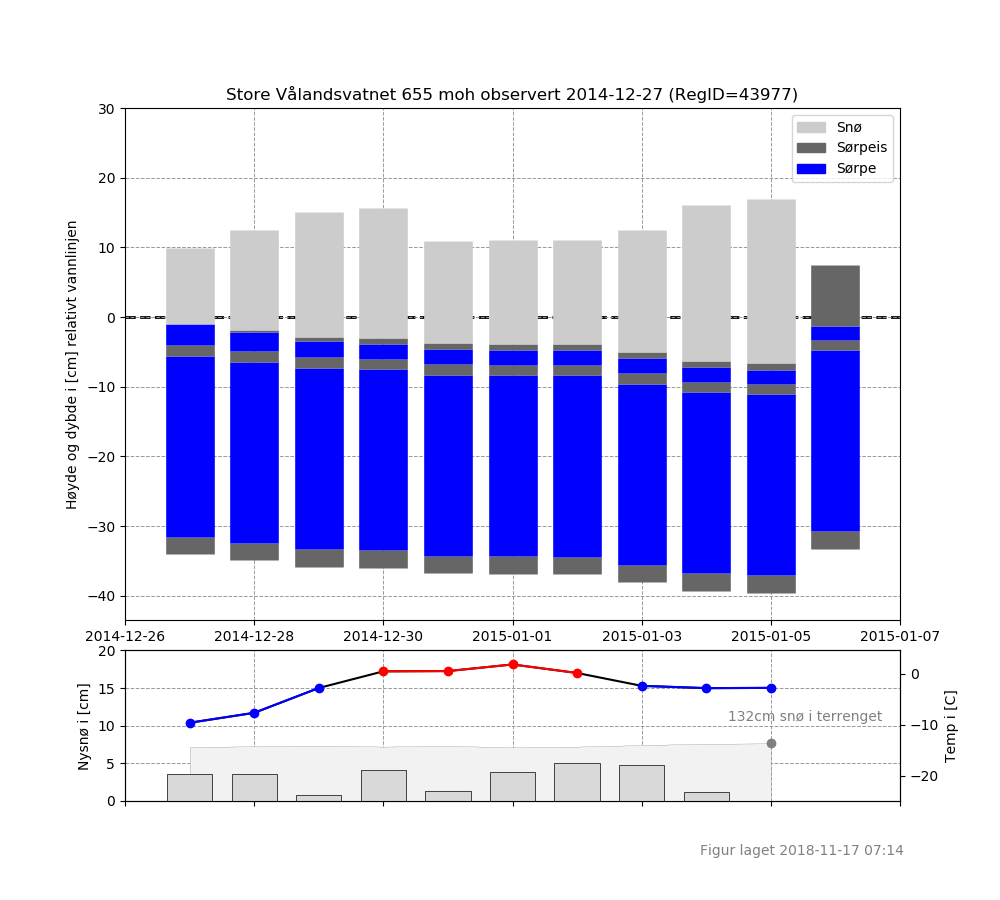 Store Vålandsvatnet 655 moh observert 2014-12-27 (RegID=43977)
Høyde og dybde i [cm] relativt vannlinjen
30
20
10
0
−10
−20
−30
−40
Snø
Sørpeis
Sørpe
2014-12-26 2014-12-28 2014-12-30 2015-01-01 2015-01-03 2015-01-05 2015-01-07
Nysnø i [cm]
20
15
10
5
0
132cm snø i terrenget
0
−10
−20
Temp i [C]
Figur laget 2018-11-17 07:14